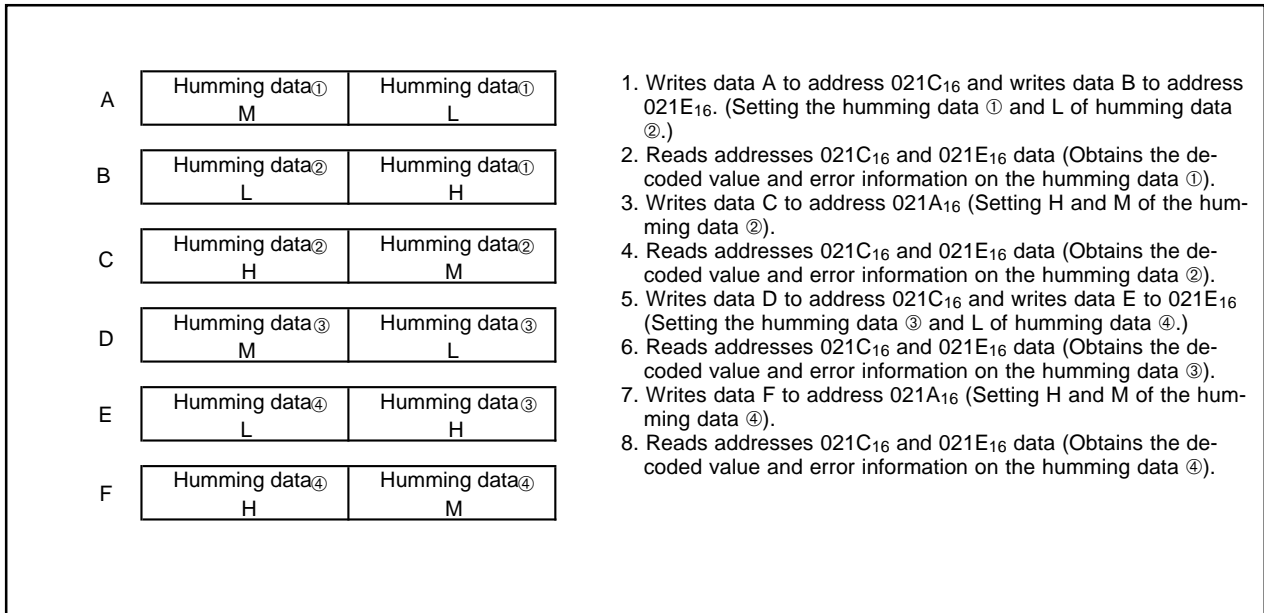 A
Humming data① Humming data①
M L
B
Humming data② Humming data①
L H
C
Humming data② Humming data②
H M
D
Humming data③ Humming data③
M L
E
Humming data④ Humming data③
L H
F
Humming data④ Humming data④
H M
1. Writes data A to address 021C₁₆ and writes data B to address
021E₁₆. (Setting the humming data ① and L of humming data
②.)
2. Reads addresses 021C₁₆ and 021E₁₆ data (Obtains the de-
coded value and error information on the humming data ①).
3. Writes data C to address 021A₁₆ (Setting H and M of the hum-
ming data ②).
4. Reads addresses 021C₁₆ and 021E₁₆ data (Obtains the de-
coded value and error information on the humming data ②).
5. Writes data D to address 021C₁₆ and writes data E to 021E₁₆
(Setting the humming data ③ and L of humming data ④.)
6. Reads addresses 021C₁₆ and 021E₁₆ data (Obtains the de-
coded value and error information on the humming data ③).
7. Writes data F to address 021A₁₆ (Setting H and M of the hum-
ming data ④).
8. Reads addresses 021C₁₆ and 021E₁₆ data (Obtains the de-
coded value and error information on the humming data ④).